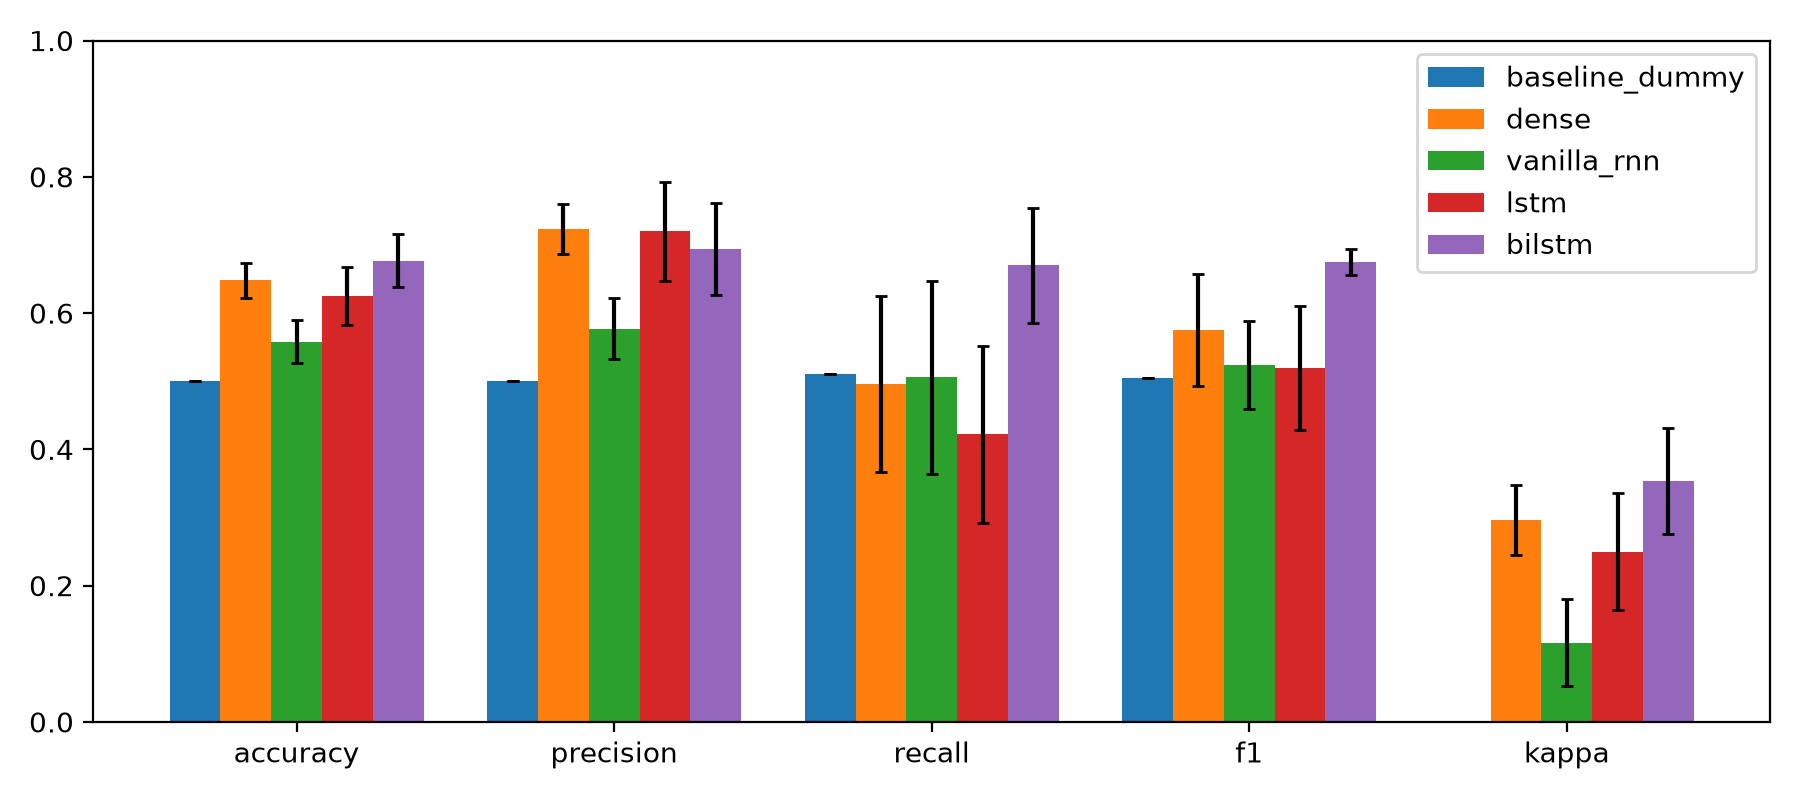 1.0
0.8
0.6
0.4
0.2
0.0
accuracy
precision
recall
f1
kappa
baseline_dummy
dense
vanilla_rnn
lstm
bilstm